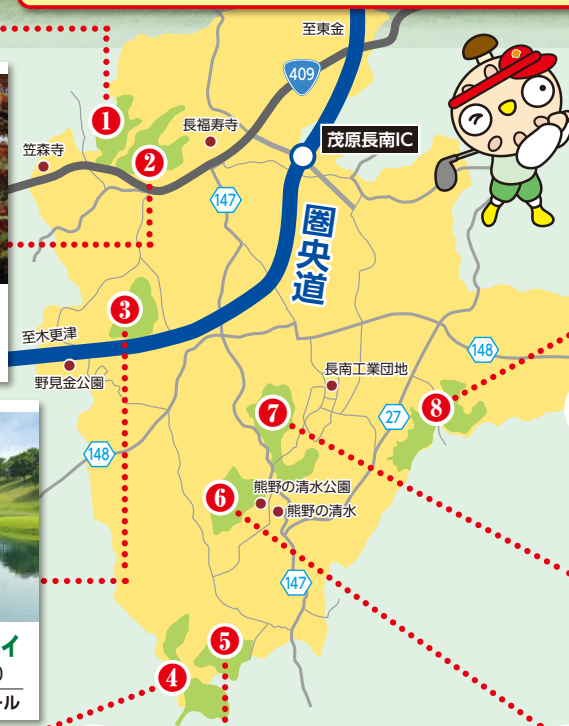 至東金
409
1
長福寿寺
茂原長南IC
笠森寺
2
147
圏央道
3
至木更津
野見金公園
148
長南工業団地
148
7
27
8
熊野の清水公園
6
熊野の清水
147
イ
)
ール
5
4